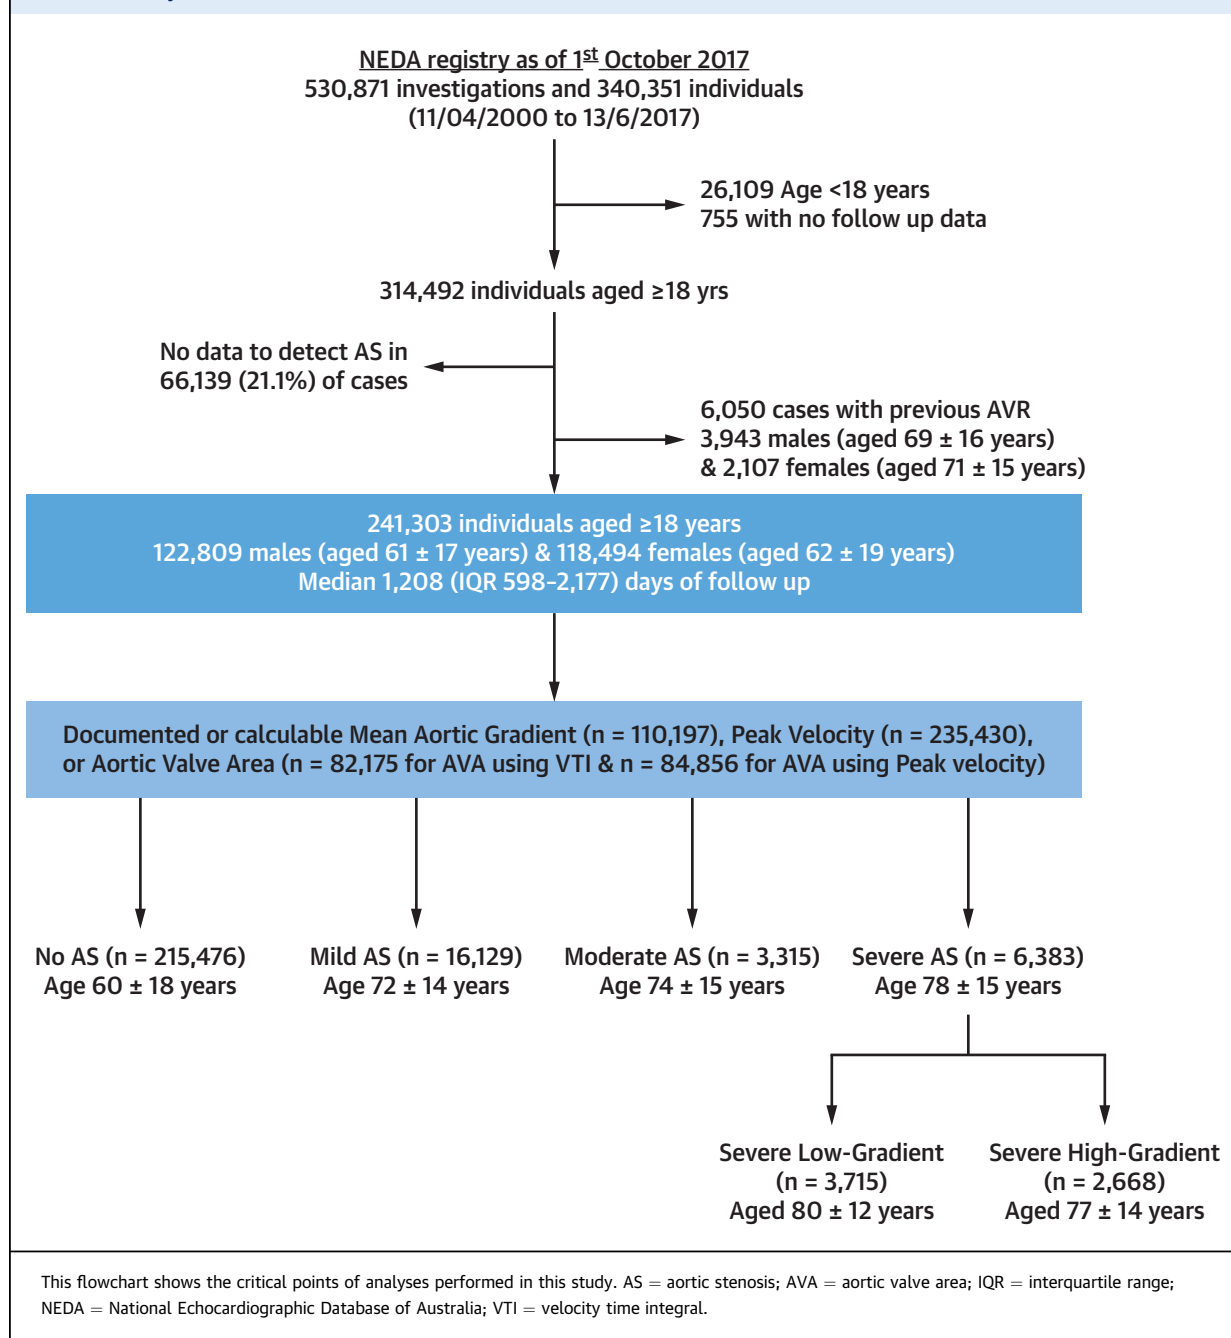 NEDA registry as of 1st October 2017
530,871 investigations and 340,351 individuals
(11/04/2000 to 13/6/2017)
26,109 Age <18 years
755 with no follow up data
314,492 individuals aged ≥18 yrs
No data to detect AS in
66,139 (21.1%) of cases
6,050 cases with previous AVR
3,943 males (aged 69 ± 16 years)
& 2,107 females (aged 71 ± 15 years)
241,303 individuals aged ≥18 years
122,809 males (aged 61 ± 17 years) & 118,494 females (aged 62 ± 19 years)
Median 1,208 (IQR 598-2,177) days of follow up
Documented or calculable Mean Aortic Gradient (n = 110,197), Peak Velocity (n = 235,430),
or Aortic Valve Area (n = 82,175 for AVA using VTI & n = 84,856 for AVA using Peak velocity)
No AS (n = 215,476)
Age 60 ± 18 years
Mild AS (n = 16,129)
Age 72 ± 14 years
Moderate AS (n = 3,315)
Age 74 ± 15 years
Severe AS (n = 6,383)
Age 78 ± 15 years
Severe Low-Gradient
(n = 3,715)
Aged 80 ± 12 years
Severe High-Gradient
(n = 2,668)
Aged 77 ± 14 years
This flowchart shows the critical points of analyses performed in this study. AS = aortic stenosis; AVA = aortic valve area; IQR = interquartile range;
NEDA = National Echocardiographic Database of Australia; VTI = velocity time integral.